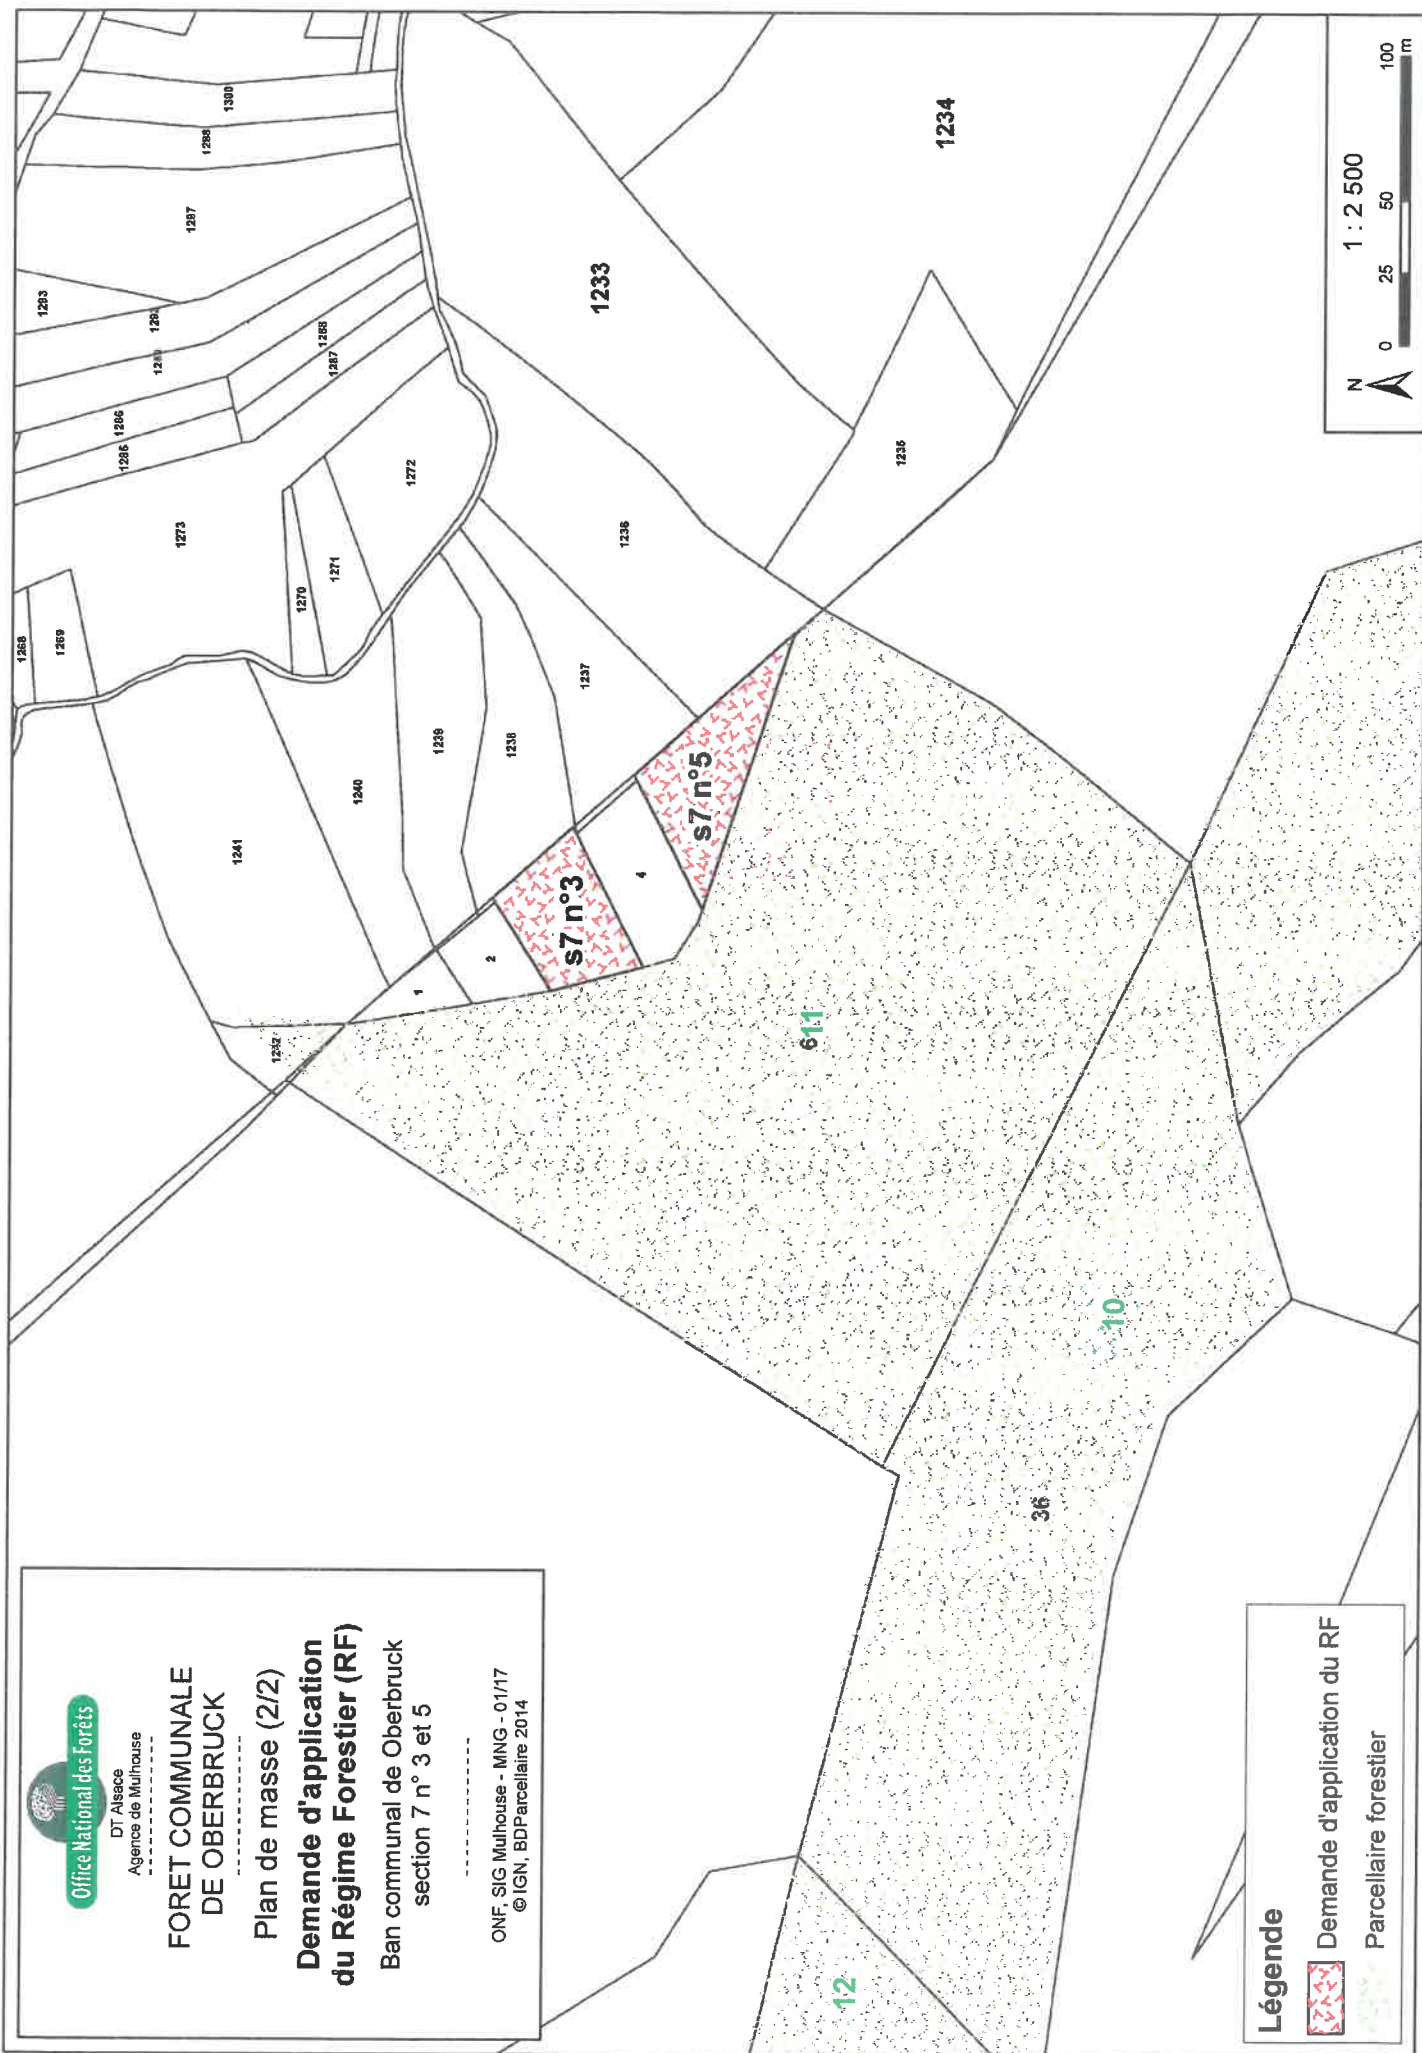 Office National des Forêts
DT Alsace
Agence de Mulhouse
FORET COMMUNALE
DE OBERBRUCK
Plan de masse (2/2)
Demande d'application
du Régime Forestier (RF)
Ban communal de Oberbruck
section 7 n° 3 et 5
ONF, SIG Mulhouse - MNG - 01/17
© IGN, BDParcellaire 2014
1268
1269
1273
1285
1286
1293
1297
1298
1300
1288
1287
1270
1271
1272
1241
1240
1239
1238
1237
1236
1233
1234
1235
1242
1
2
s7 n°3
4
s7 n°5
6
11
10
36
12
Légende
Demande d'application du RF
Parcellaire forestier
N
1 : 2 500
0 25 50 100
m